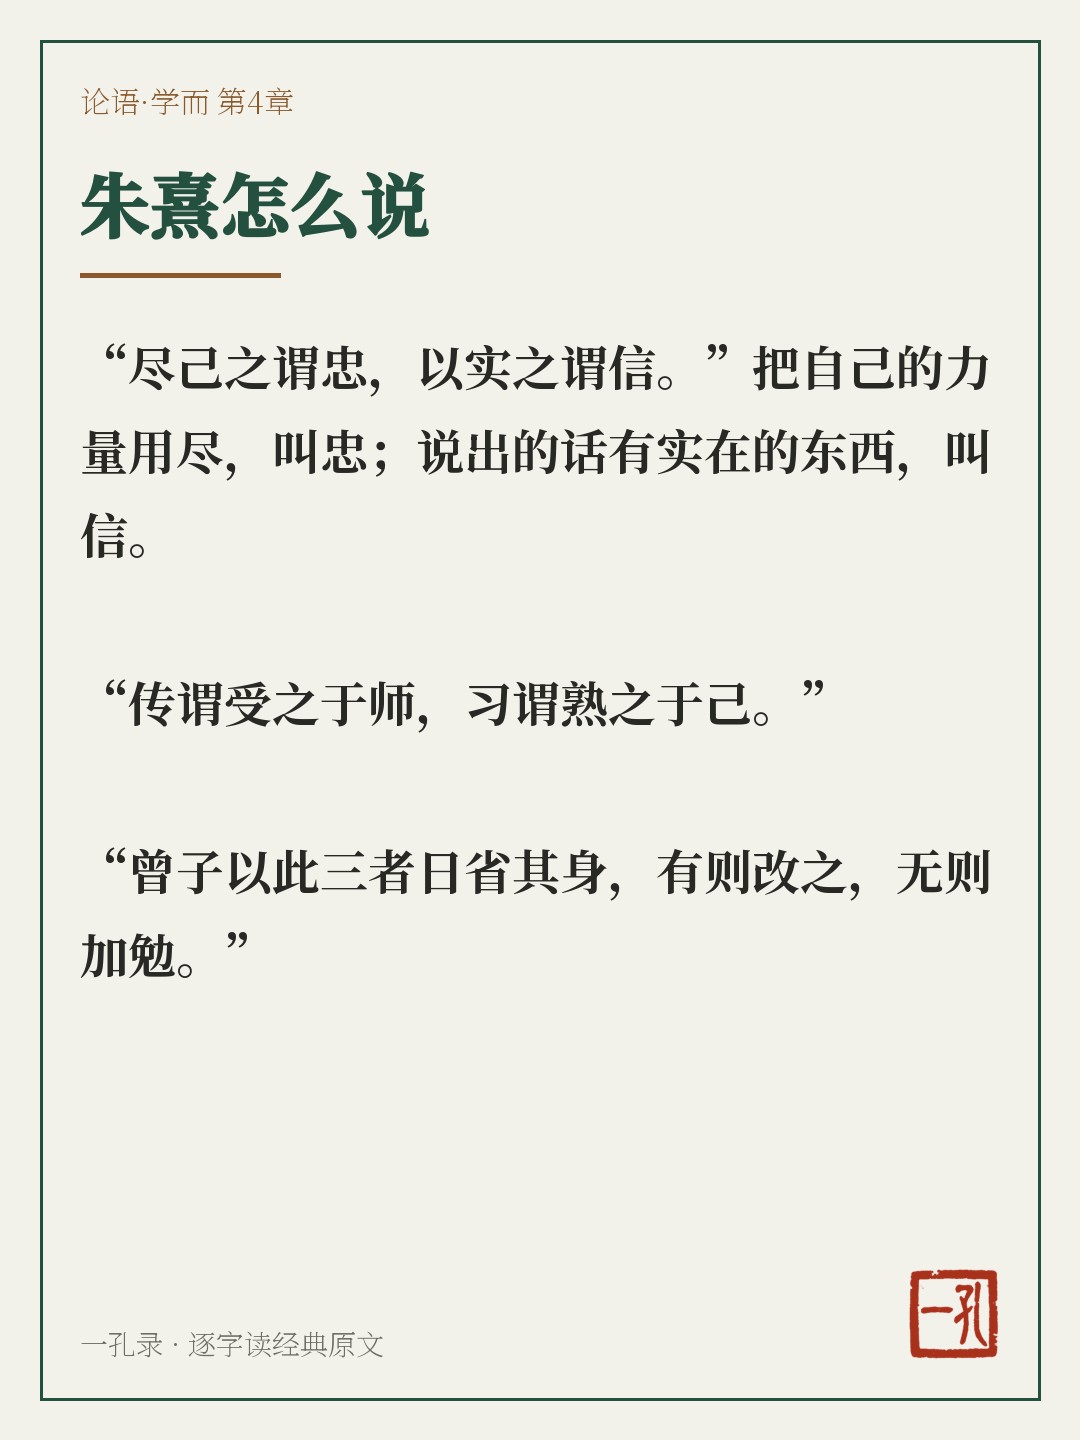 论语·学而 第4章
朱熹怎么说
“尽己之谓忠，以实之谓信。”把自己的力
量用尽，叫忠；说出的话有实在的东西，叫
信。
“传谓受之于师，习谓熟之于己。”
“曾子以此三者日省其身，有则改之，无则
加勉。”
一孔
一孔录 · 逐字读经典原文